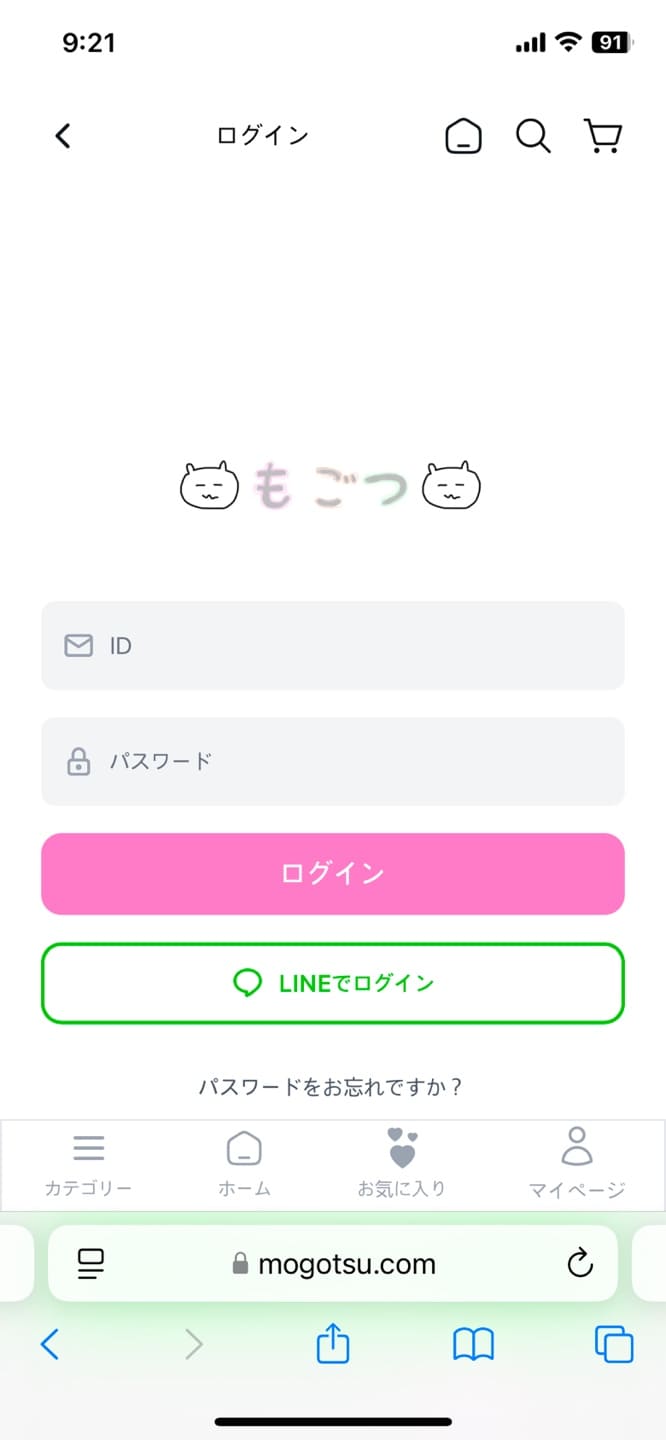 9:21
91
ログイン
もごつ
ID
パスワード
ログイン
LINEでログイン
パスワードをお忘れですか？
カテゴリー
ホーム
お気に入り
マイページ
mogotsu.com